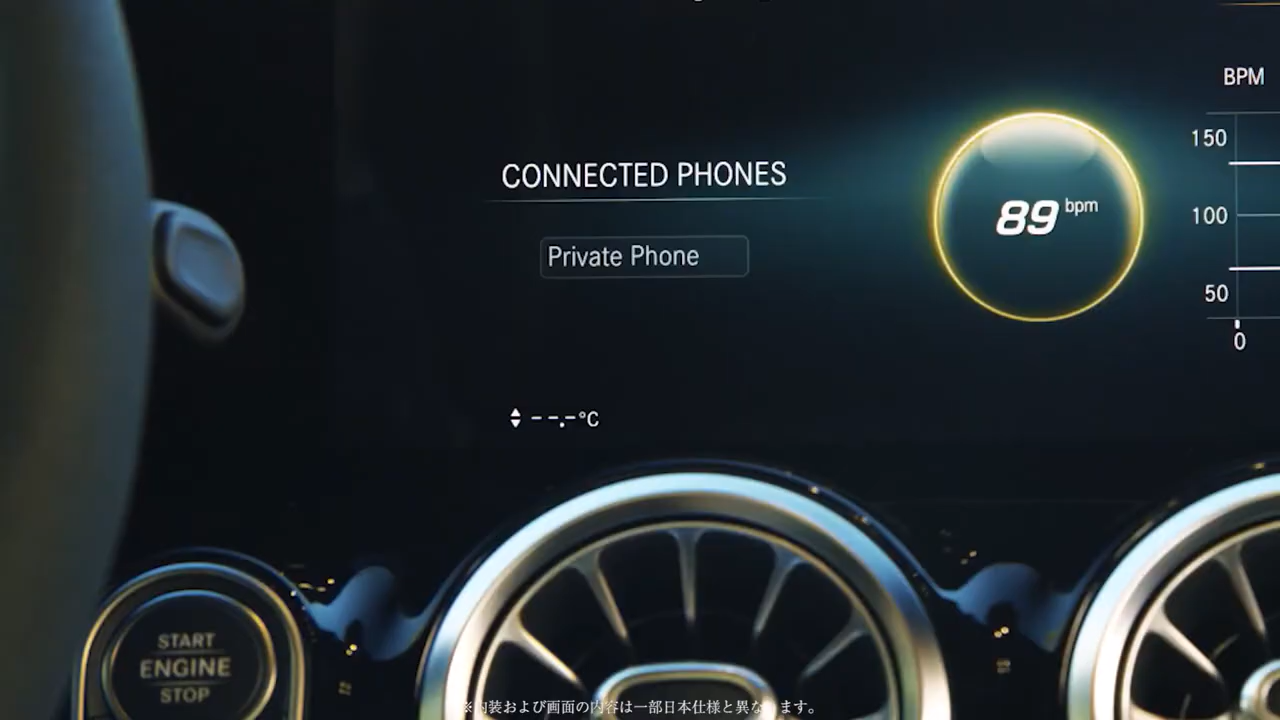 CONNECTED PHONES
Private Phone
89 bpm
BPM
150
100
50
0
--.-°C
START
ENGINE
STOP
※内装および画面の内容は一部日本仕様と異なります。